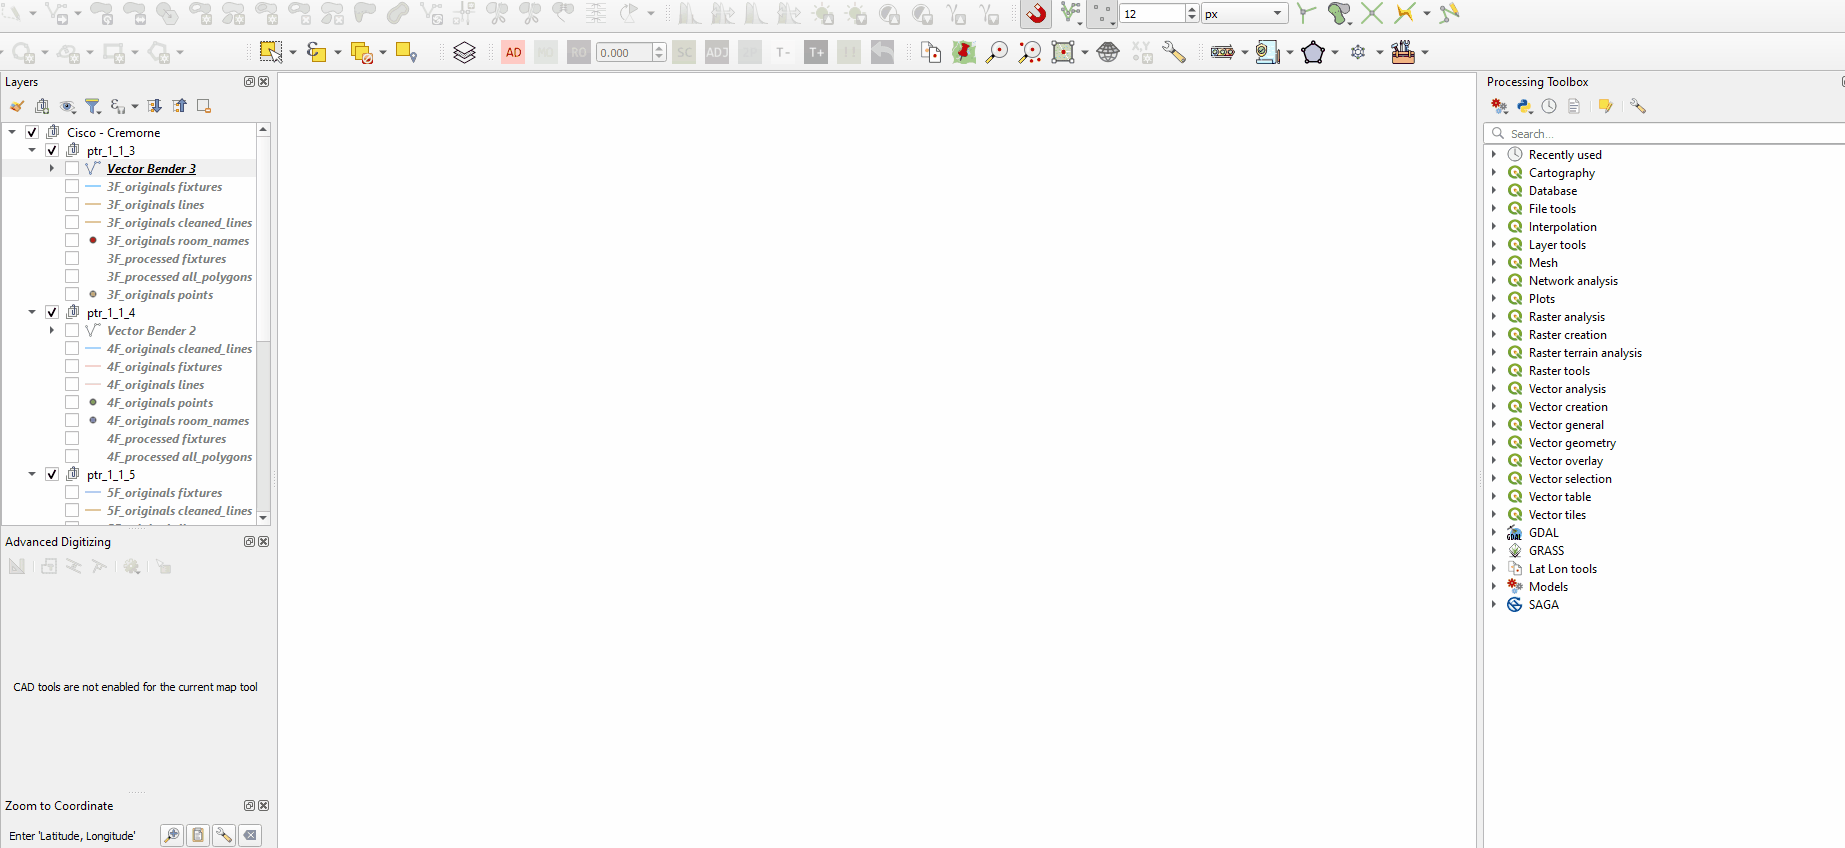 12 px
AD MO RO 0.000 SC ADJ T- T+
Layers
Cisco - Cremorne
ptr_1_1_3
Vector Bender 3
3F_originals fixtures
3F_originals lines
3F_originals cleaned_lines
3F_originals room_names
3F_processed fixtures
3F_processed all_polygons
3F_originals points
ptr_1_1_4
Vector Bender 2
4F_originals cleaned_lines
4F_originals fixtures
4F_originals lines
4F_originals points
4F_originals room_names
4F_processed fixtures
4F_processed all_polygons
ptr_1_1_5
5F_originals fixtures
5F_originals cleaned_lines
Advanced Digitizing
CAD tools are not enabled for the current map tool
Zoom to Coordinate
Enter 'Latitude, Longitude'
Processing Toolbox
Search...
Recently used
Cartography
Database
File tools
Interpolation
Layer tools
Mesh
Network analysis
Plots
Raster analysis
Raster creation
Raster terrain analysis
Raster tools
Vector analysis
Vector creation
Vector general
Vector geometry
Vector overlay
Vector selection
Vector table
Vector tiles
GDAL
GRASS
Lat Lon tools
Models
SAGA